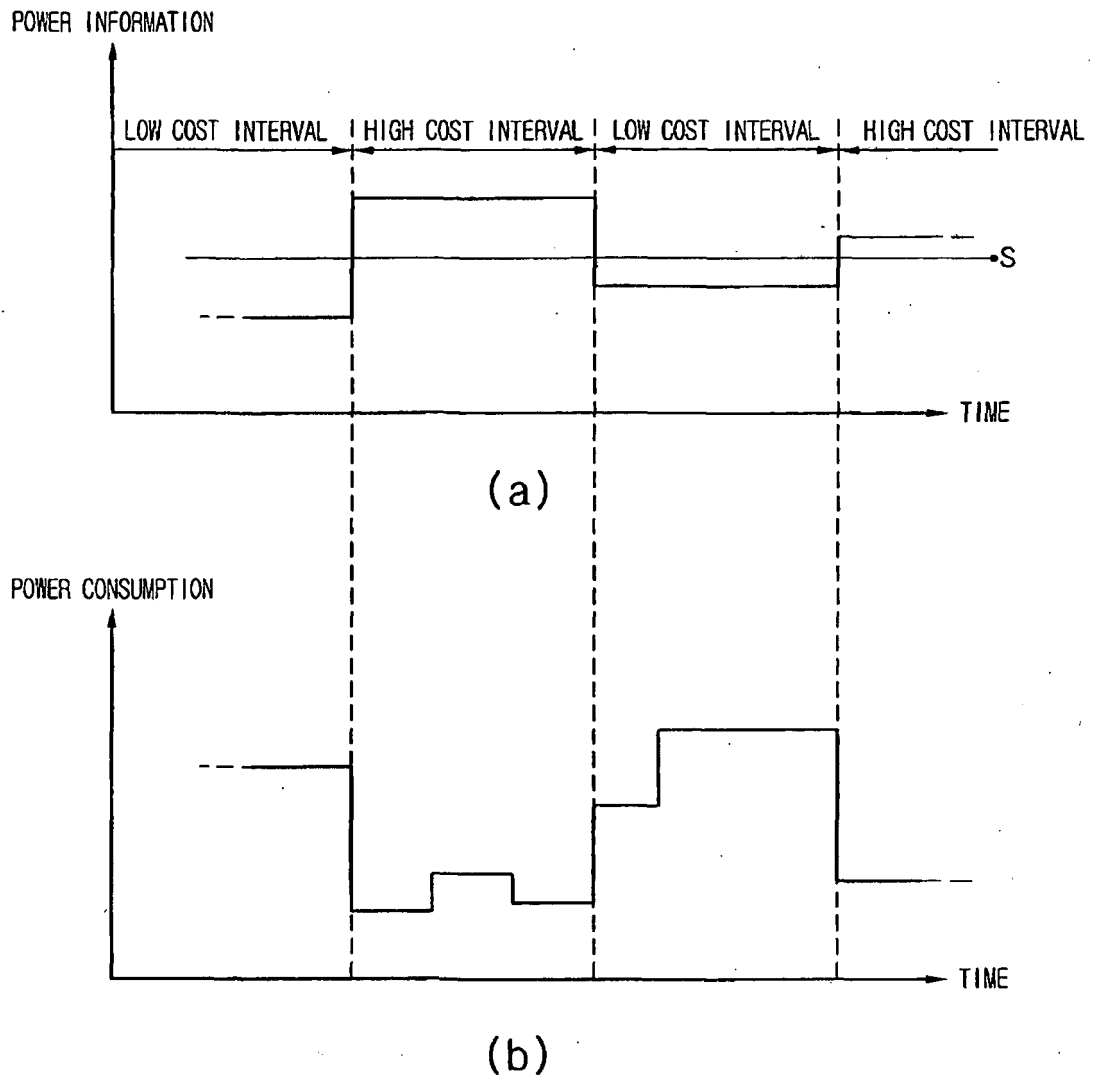 POWER INFORMATION
LOW COST INTERVAL HIGH COST INTERVAL LOW COST INTERVAL HIGH COST INTERVAL
S
TIME
(a)
POWER CONSUMPTION
TIME
(b)